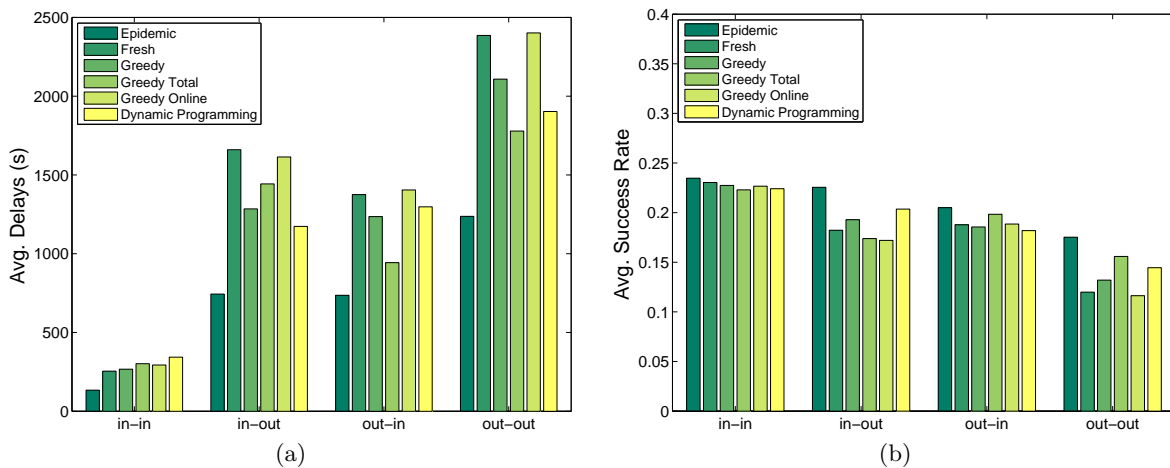 2500
2000
1500
1000
500
0
Avg. Delays (s)
Epidemic
Fresh
Greedy
Greedy Total
Greedy Online
Dynamic Programming
in−in
in−out
out−in
out−out
(a)
0.4
0.35
0.3
0.25
0.2
0.15
0.1
0.05
0
Avg. Success Rate
Epidemic
Fresh
Greedy
Greedy Total
Greedy Online
Dynamic Programming
in−in
in−out
out−in
out−out
(b)